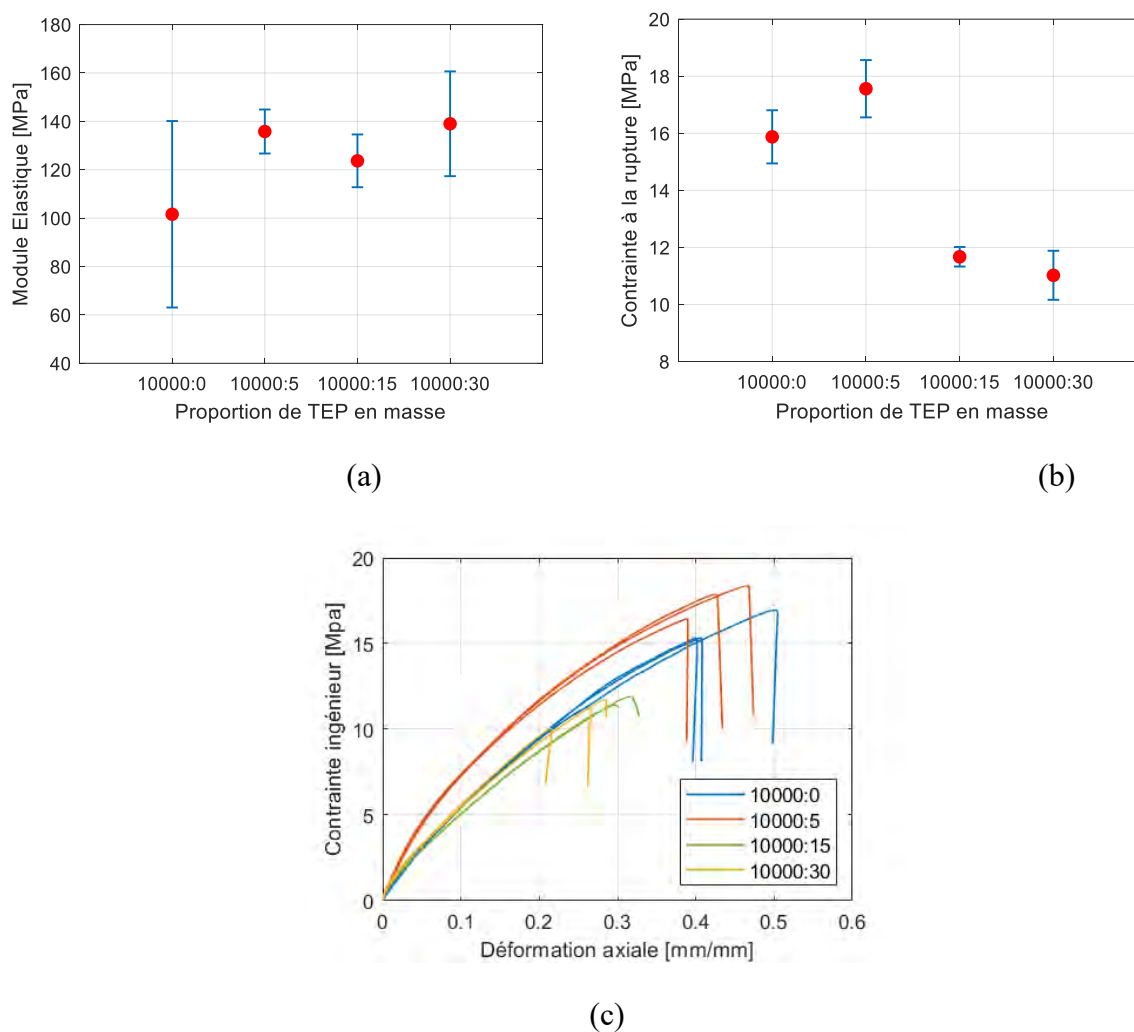 180
160
140
120
100
80
60
40
Module Elastique [MPa]
10000:0 10000:5 10000:15 10000:30
Proportion de TEP en masse
(a)
20
18
16
14
12
10
8
Contrainte à la rupture [MPa]
10000:0 10000:5 10000:15 10000:30
Proportion de TEP en masse
(b)
20
15
10
5
0
Contrainte ingénieur [Mpa]
10000:0
10000:5
10000:15
10000:30
0 0.1 0.2 0.3 0.4 0.5 0.6
Déformation axiale [mm/mm]
(c)